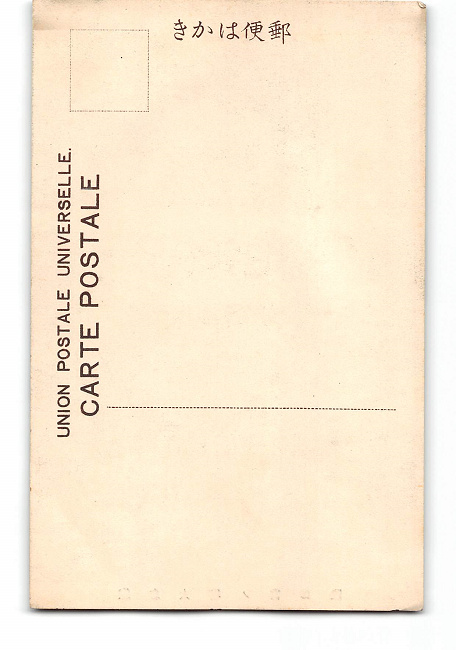 きかは便郵
UNION POSTALE UNIVERSELLE.
CARTE POSTALE